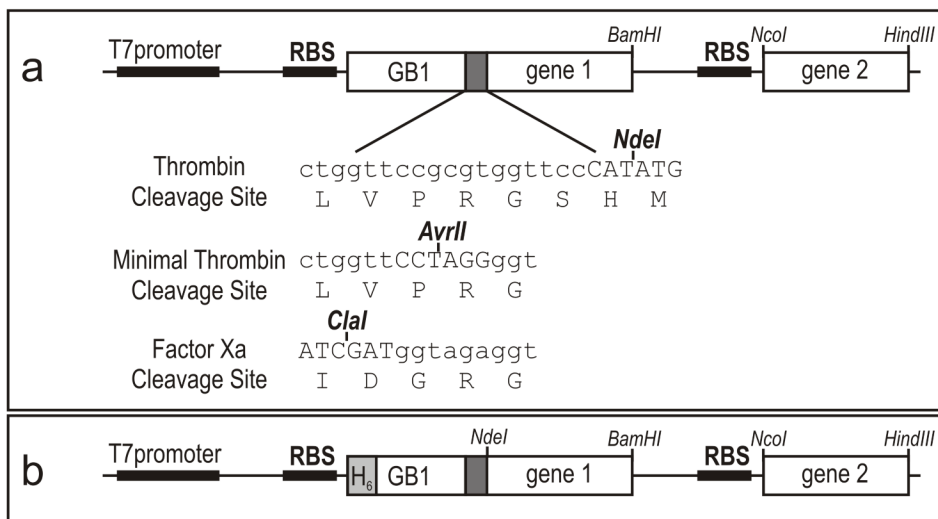 a
T7promoter
RBS
GB1
gene 1
BamHI
RBS
NcoI
gene 2
HindIII
NdeI
Thrombin
Cleavage Site
ctggttccgcgtggttccCATATG
L V P R G S H M
AvrII
Minimal Thrombin
Cleavage Site
ctggttCCTAGGggt
L V P R G
ClaI
Factor Xa
Cleavage Site
ATCGATggtagaggt
I D G R G
b
T7promoter
RBS
H6
GB1
NdeI
gene 1
BamHI
RBS
NcoI
gene 2
HindIII